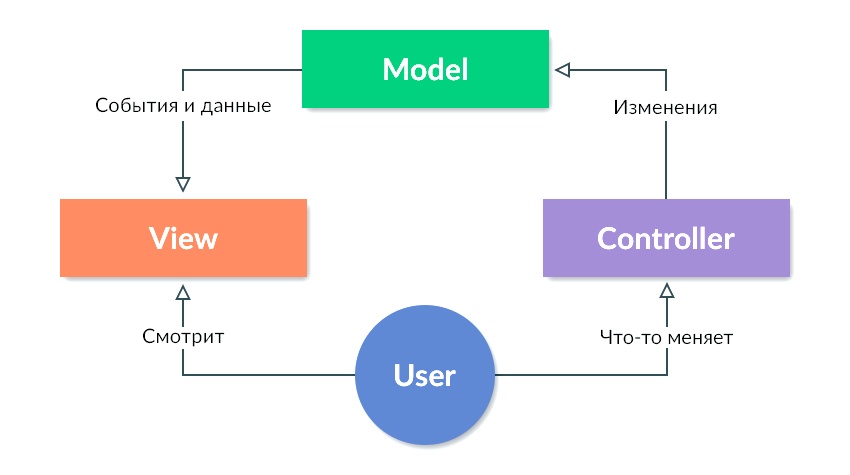 Model
События и данные
Изменения
View
Controller
Смотрит
Что-то меняет
User